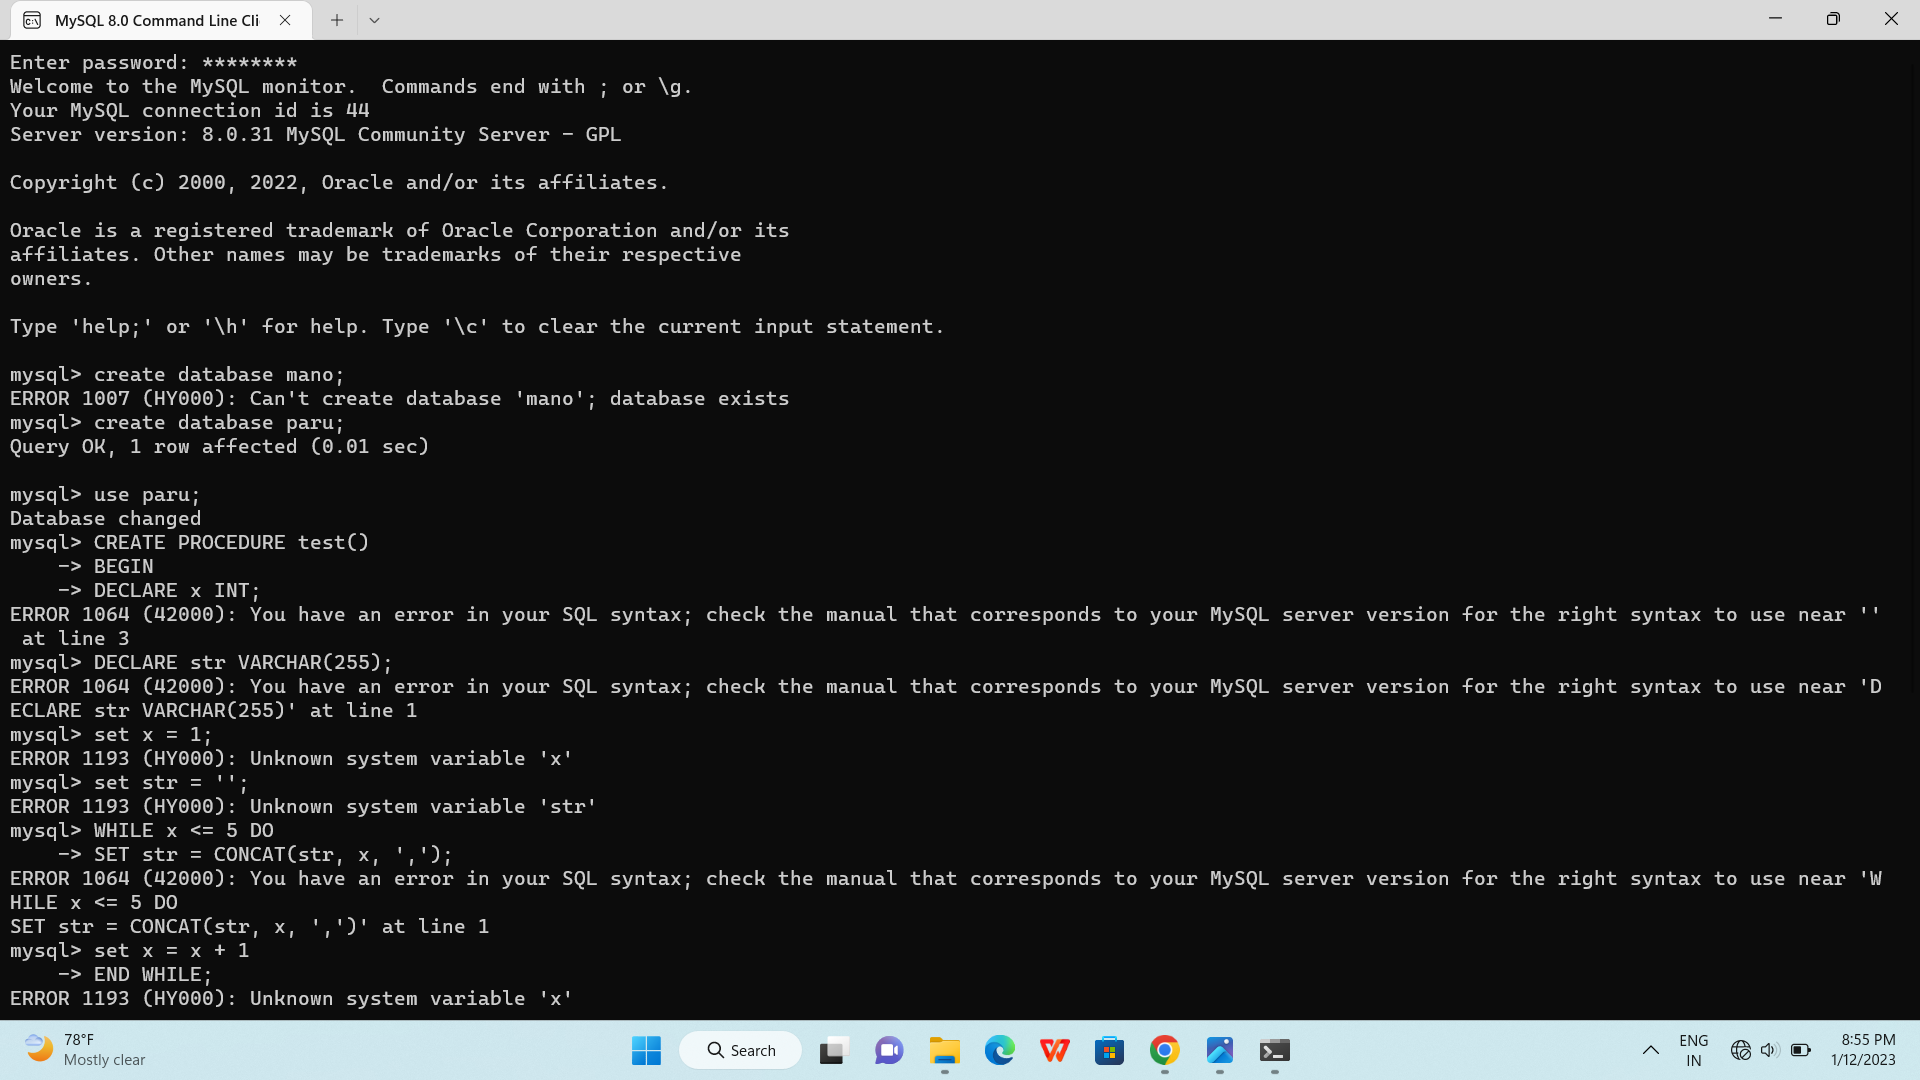 MySQL 8.0 Command Line Cli
Enter password: ********
Welcome to the MySQL monitor.  Commands end with ; or \g.
Your MySQL connection id is 44
Server version: 8.0.31 MySQL Community Server - GPL
Copyright (c) 2000, 2022, Oracle and/or its affiliates.
Oracle is a registered trademark of Oracle Corporation and/or its
affiliates. Other names may be trademarks of their respective
owners.
Type 'help;' or '\h' for help. Type '\c' to clear the current input statement.
mysql> create database mano;
ERROR 1007 (HY000): Can't create database 'mano'; database exists
mysql> create database paru;
Query OK, 1 row affected (0.01 sec)
mysql> use paru;
Database changed
mysql> CREATE PROCEDURE test()
    -> BEGIN
    -> DECLARE x INT;
ERROR 1064 (42000): You have an error in your SQL syntax; check the manual that corresponds to your MySQL server version for the right syntax to use near ''
 at line 3
mysql> DECLARE str VARCHAR(255);
ERROR 1064 (42000): You have an error in your SQL syntax; check the manual that corresponds to your MySQL server version for the right syntax to use near 'D
ECLARE str VARCHAR(255)' at line 1
mysql> set x = 1;
ERROR 1193 (HY000): Unknown system variable 'x'
mysql> set str = '';
ERROR 1193 (HY000): Unknown system variable 'str'
mysql> WHILE x <= 5 DO
    -> SET str = CONCAT(str, x, ',');
ERROR 1064 (42000): You have an error in your SQL syntax; check the manual that corresponds to your MySQL server version for the right syntax to use near 'W
HILE x <= 5 DO
SET str = CONCAT(str, x, ',')' at line 1
mysql> set x = x + 1
    -> END WHILE;
ERROR 1193 (HY000): Unknown system variable 'x'
78°F
Mostly clear
Search
ENG
IN
8:55 PM
1/12/2023